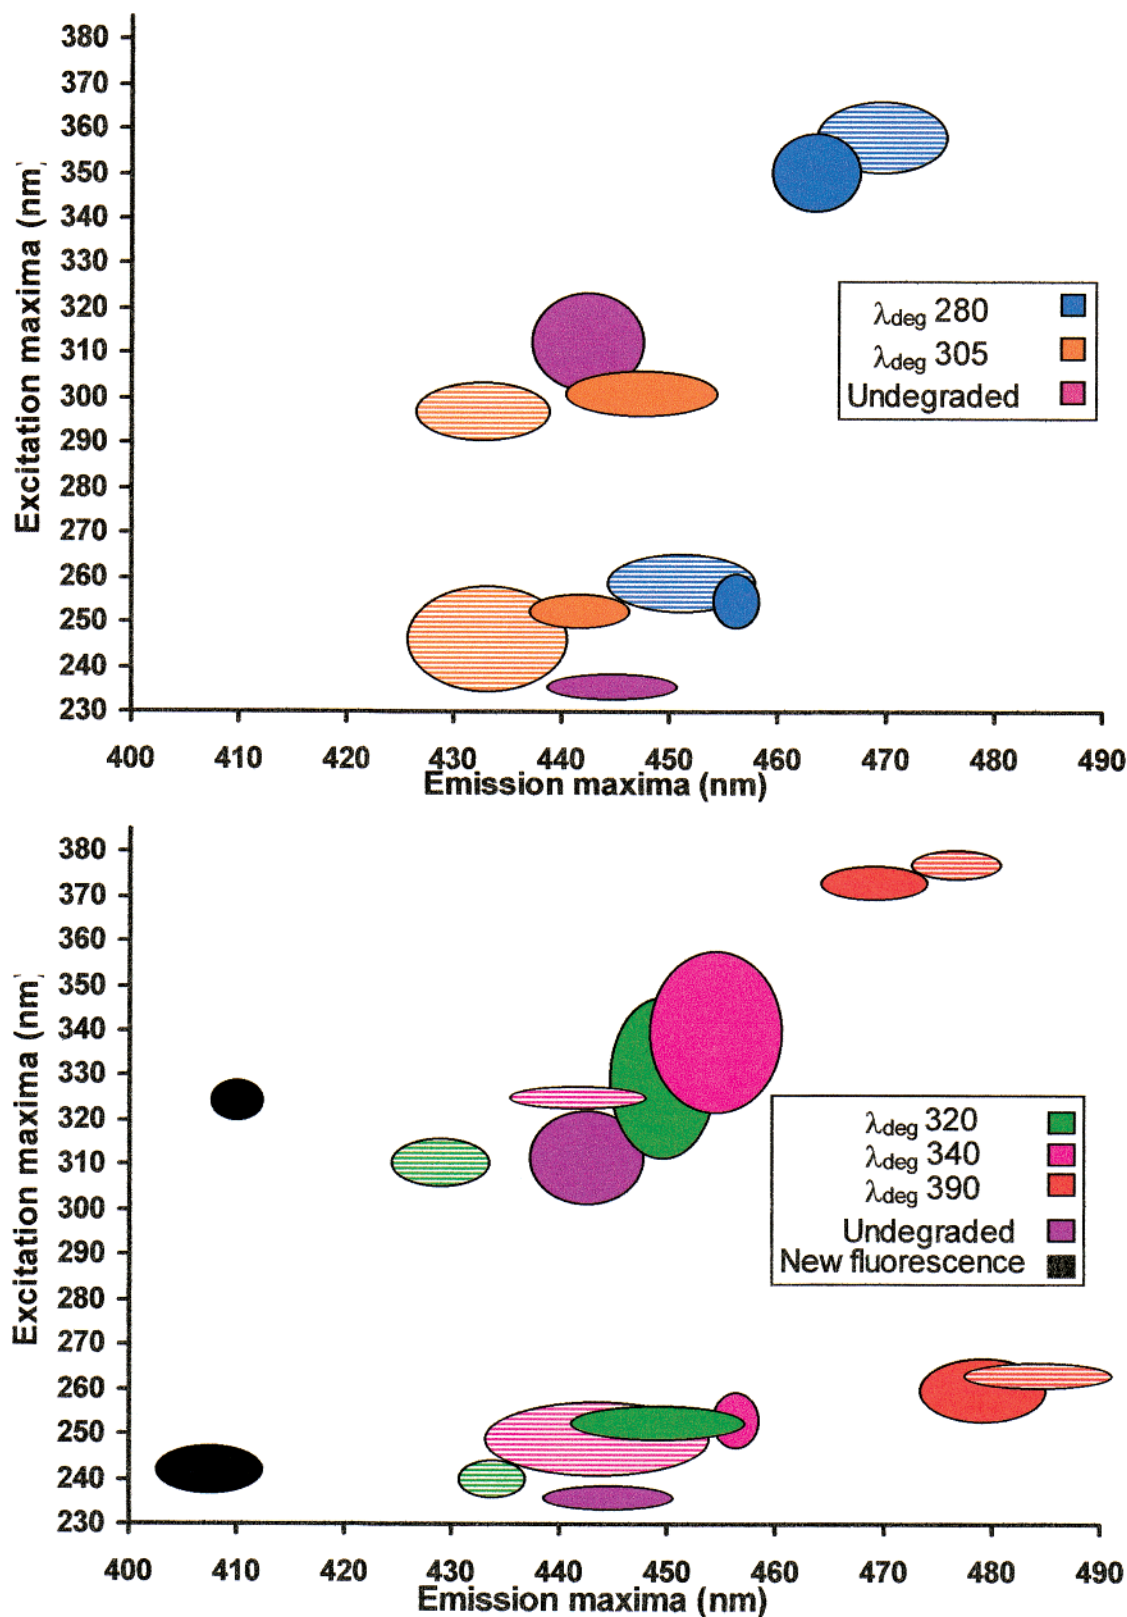 380
370
360
350
340
330
320
310
300
290
280
270
260
250
240
230
Excitation maxima (nm)
λdeg 280
λdeg 305
Undegraded
400 410 420 430 440 450 460 470 480 490
Emission maxima (nm)
380
370
360
350
340
330
320
310
300
290
280
270
260
250
240
230
Excitation maxima (nm)
λdeg 320
λdeg 340
λdeg 390
Undegraded
New fluorescence
400 410 420 430 440 450 460 470 480 490
Emission maxima (nm)